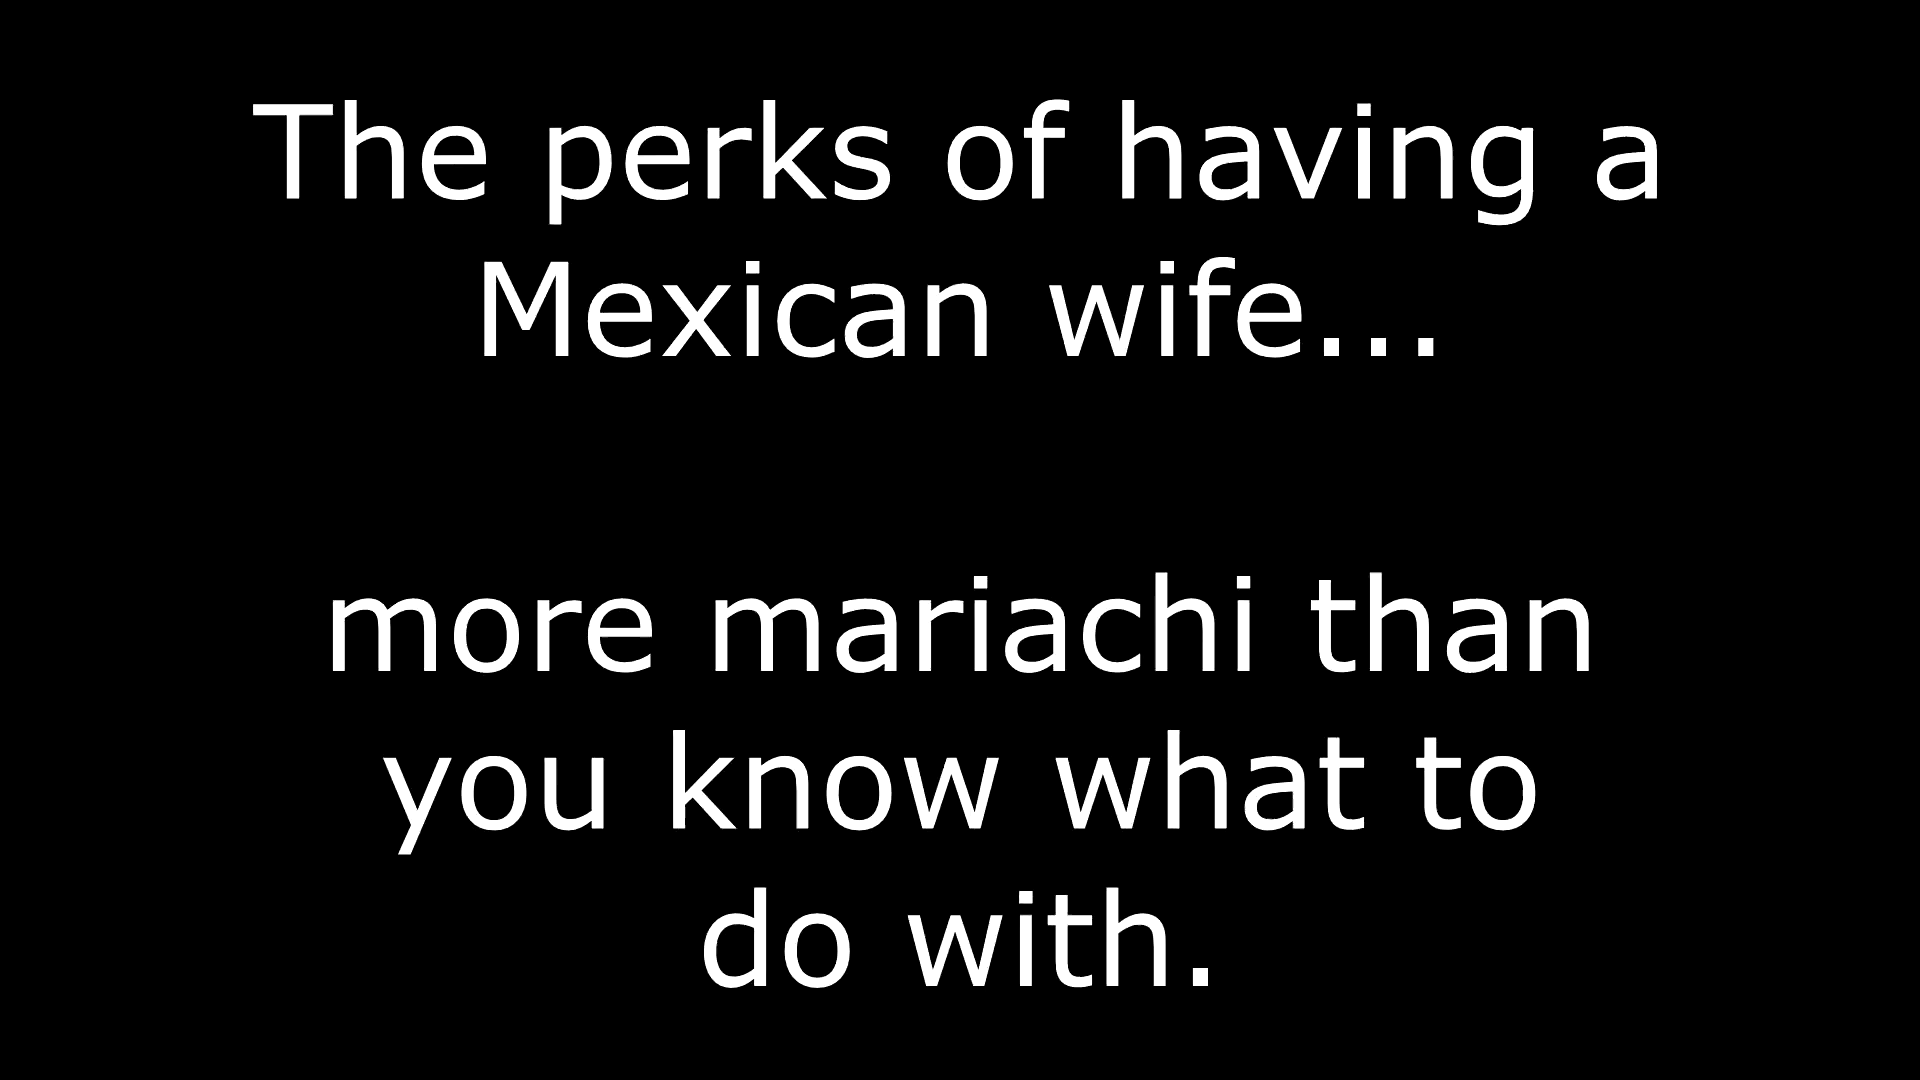 The perks of having a
Mexican wife...
more mariachi than
you know what to
do with.